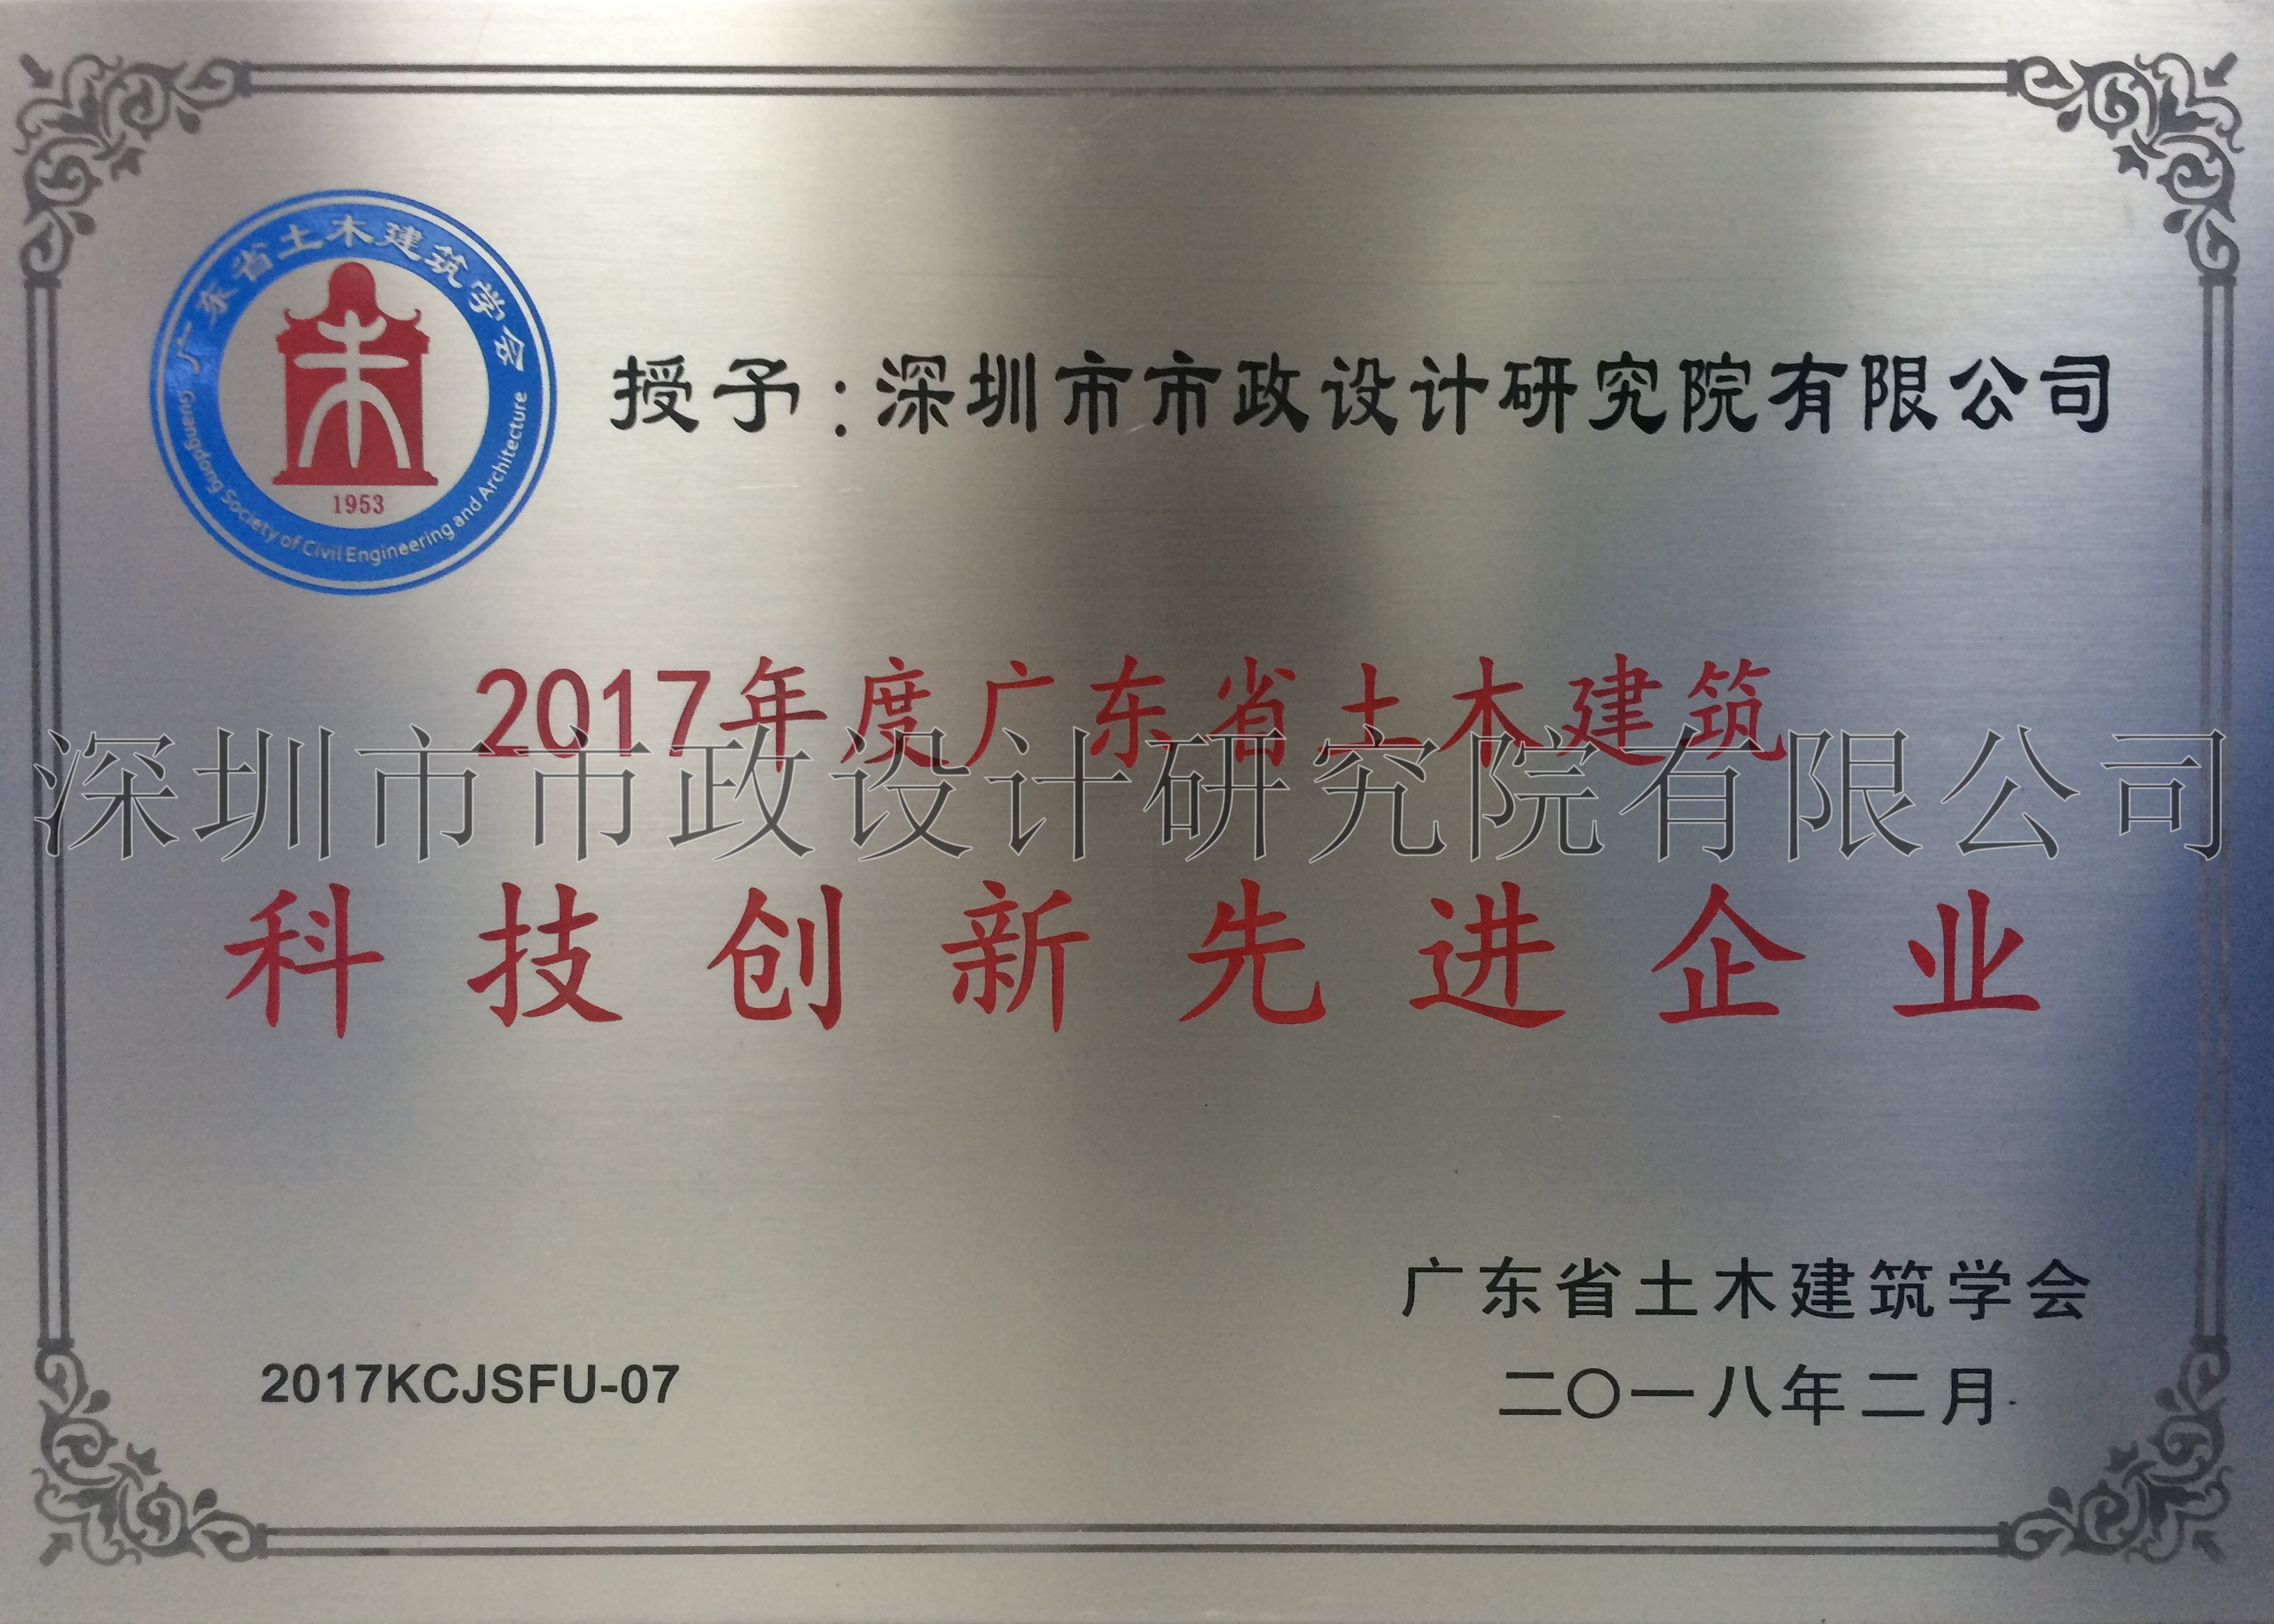 广东省土木建筑学会
1953
Guangdong Society of Civil Engineering and Architecture
授予:深圳市市政设计研究院有限公司
2017年度广东省土木建筑
深圳市市政设计研究院有限公司
科技创新先进企业
广东省土木建筑学会
2017KCJSFU-07
二〇一八年二月